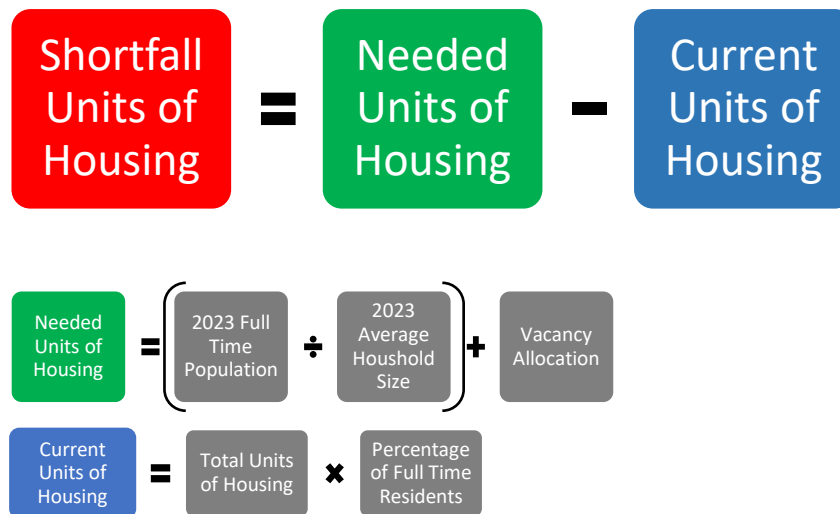 Shortfall
Units of
Housing
=
Needed
Units of
Housing
-
Current
Units of
Housing
Needed
Units of
Housing
=
(
2023 Full
Time
Population
÷
2023
Average
Houshold
Size
)
+
Vacancy
Allocation
Current
Units of
Housing
=
Total Units
of Housing
×
Percentage
of Full Time
Residents